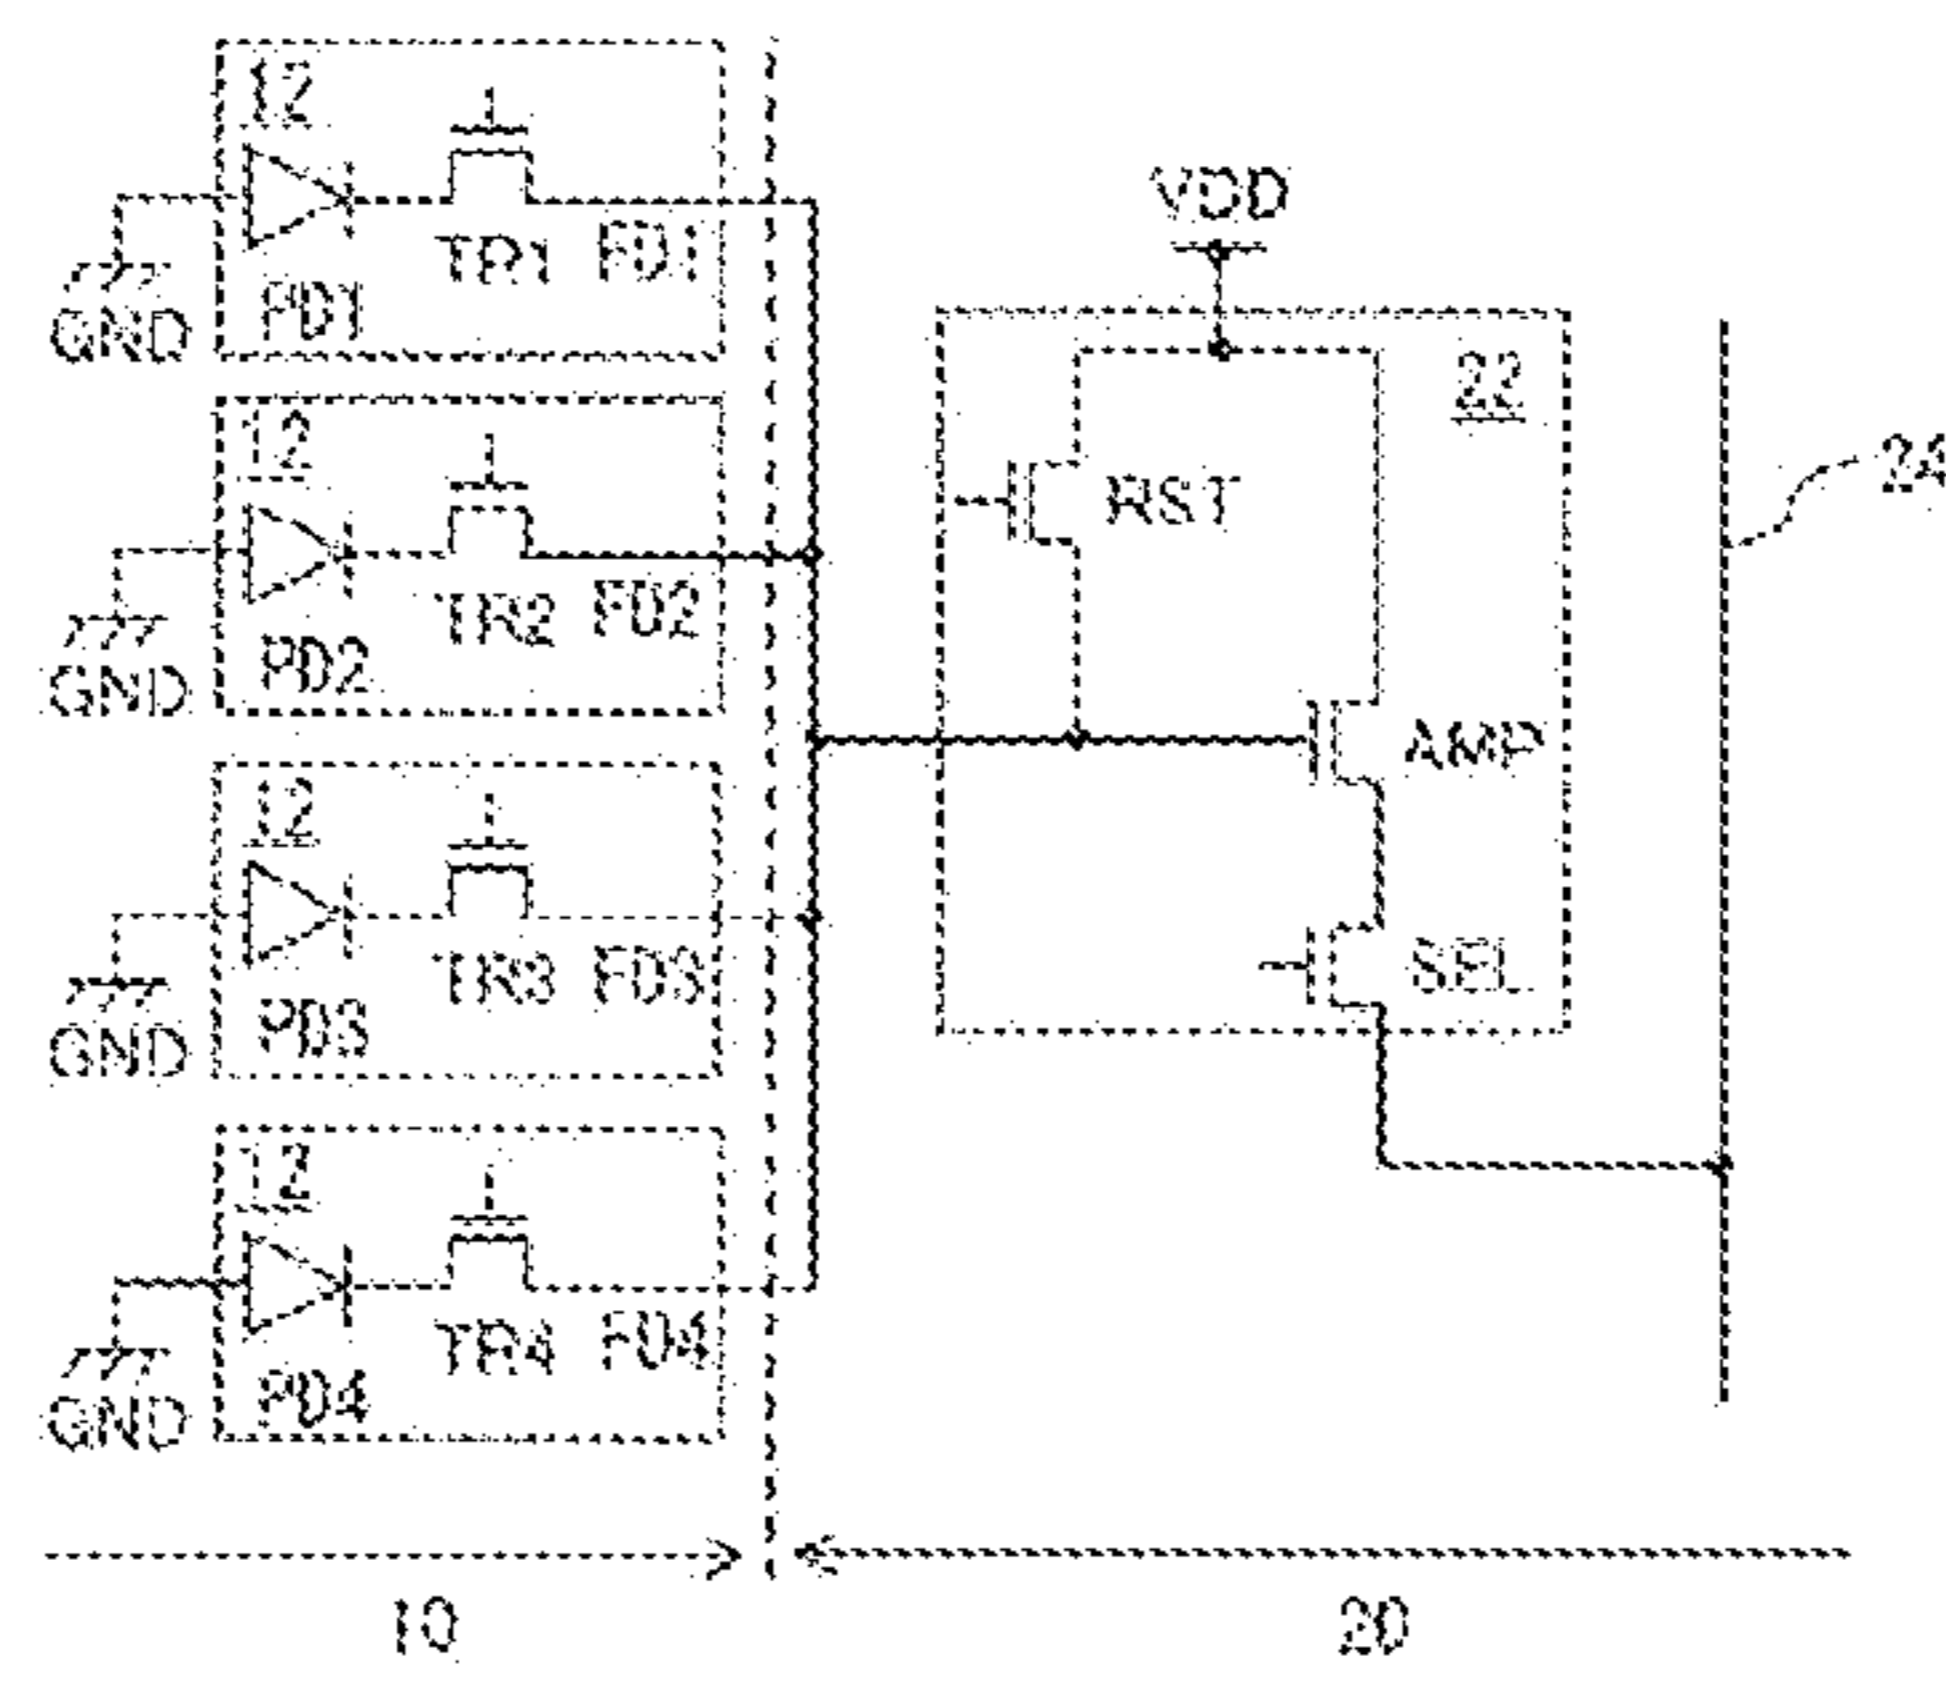 12
TR1 FD1
PD1
GND
12
TR2 FD2
PD2
GND
12
TR3 FD3
PD3
GND
12
TR4 FD4
PD4
GND
VDD
22
RST
AMP
SEL
24
10
20